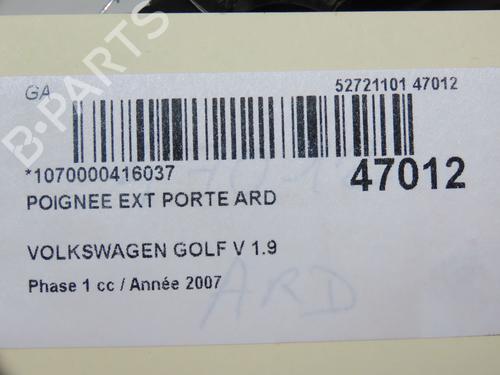 GA
52721101 47012
*1070000416037
47012
POIGNEE EXT PORTE ARD
VOLKSWAGEN GOLF V 1.9
Phase 1 cc / Année 2007
ARD
B-PARTS